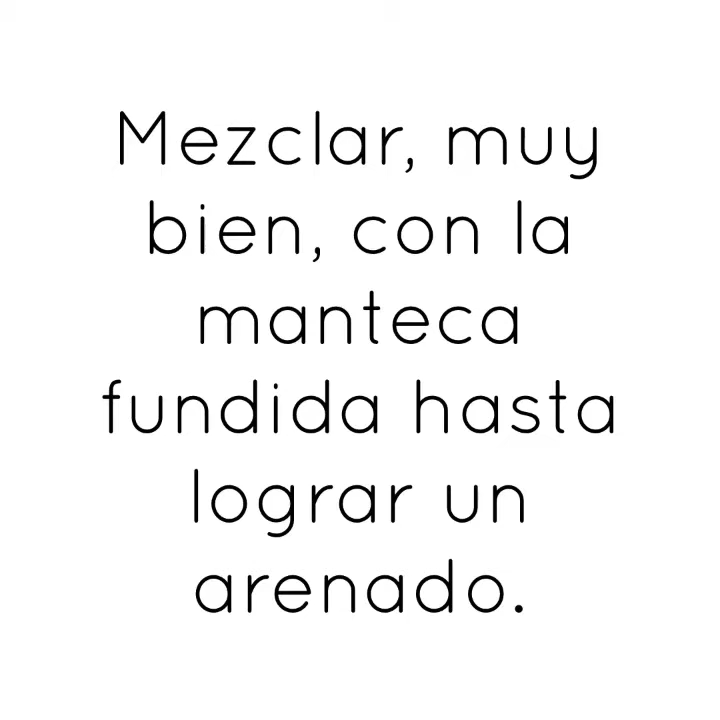 Mezclar, muy
bien, con la
manteca
fundida hasta
lograr un
arenado.